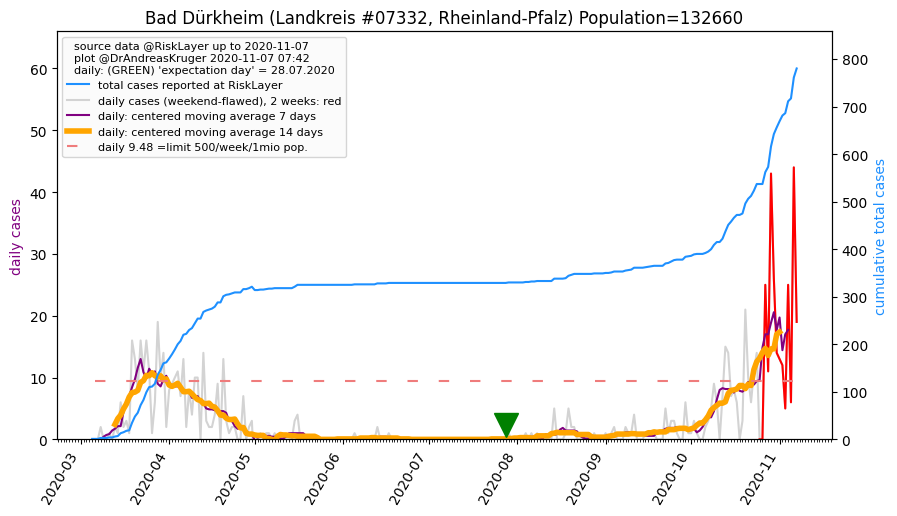 Bad Dürkheim (Landkreis #07332, Rheinland-Pfalz) Population=132660
source data @RiskLayer up to 2020-11-07
plot @DrAndreasKruger 2020-11-07 07:42
daily: (GREEN) 'expectation day' = 28.07.2020
total cases reported at RiskLayer
daily cases (weekend-flawed), 2 weeks: red
daily: centered moving average 7 days
daily: centered moving average 14 days
daily 9.48 =limit 500/week/1mio pop.
daily cases
60
50
40
30
20
10
0
cumulative total cases
800
700
600
500
400
300
200
100
0
2020-03
2020-04
2020-05
2020-06
2020-07
2020-08
2020-09
2020-10
2020-11